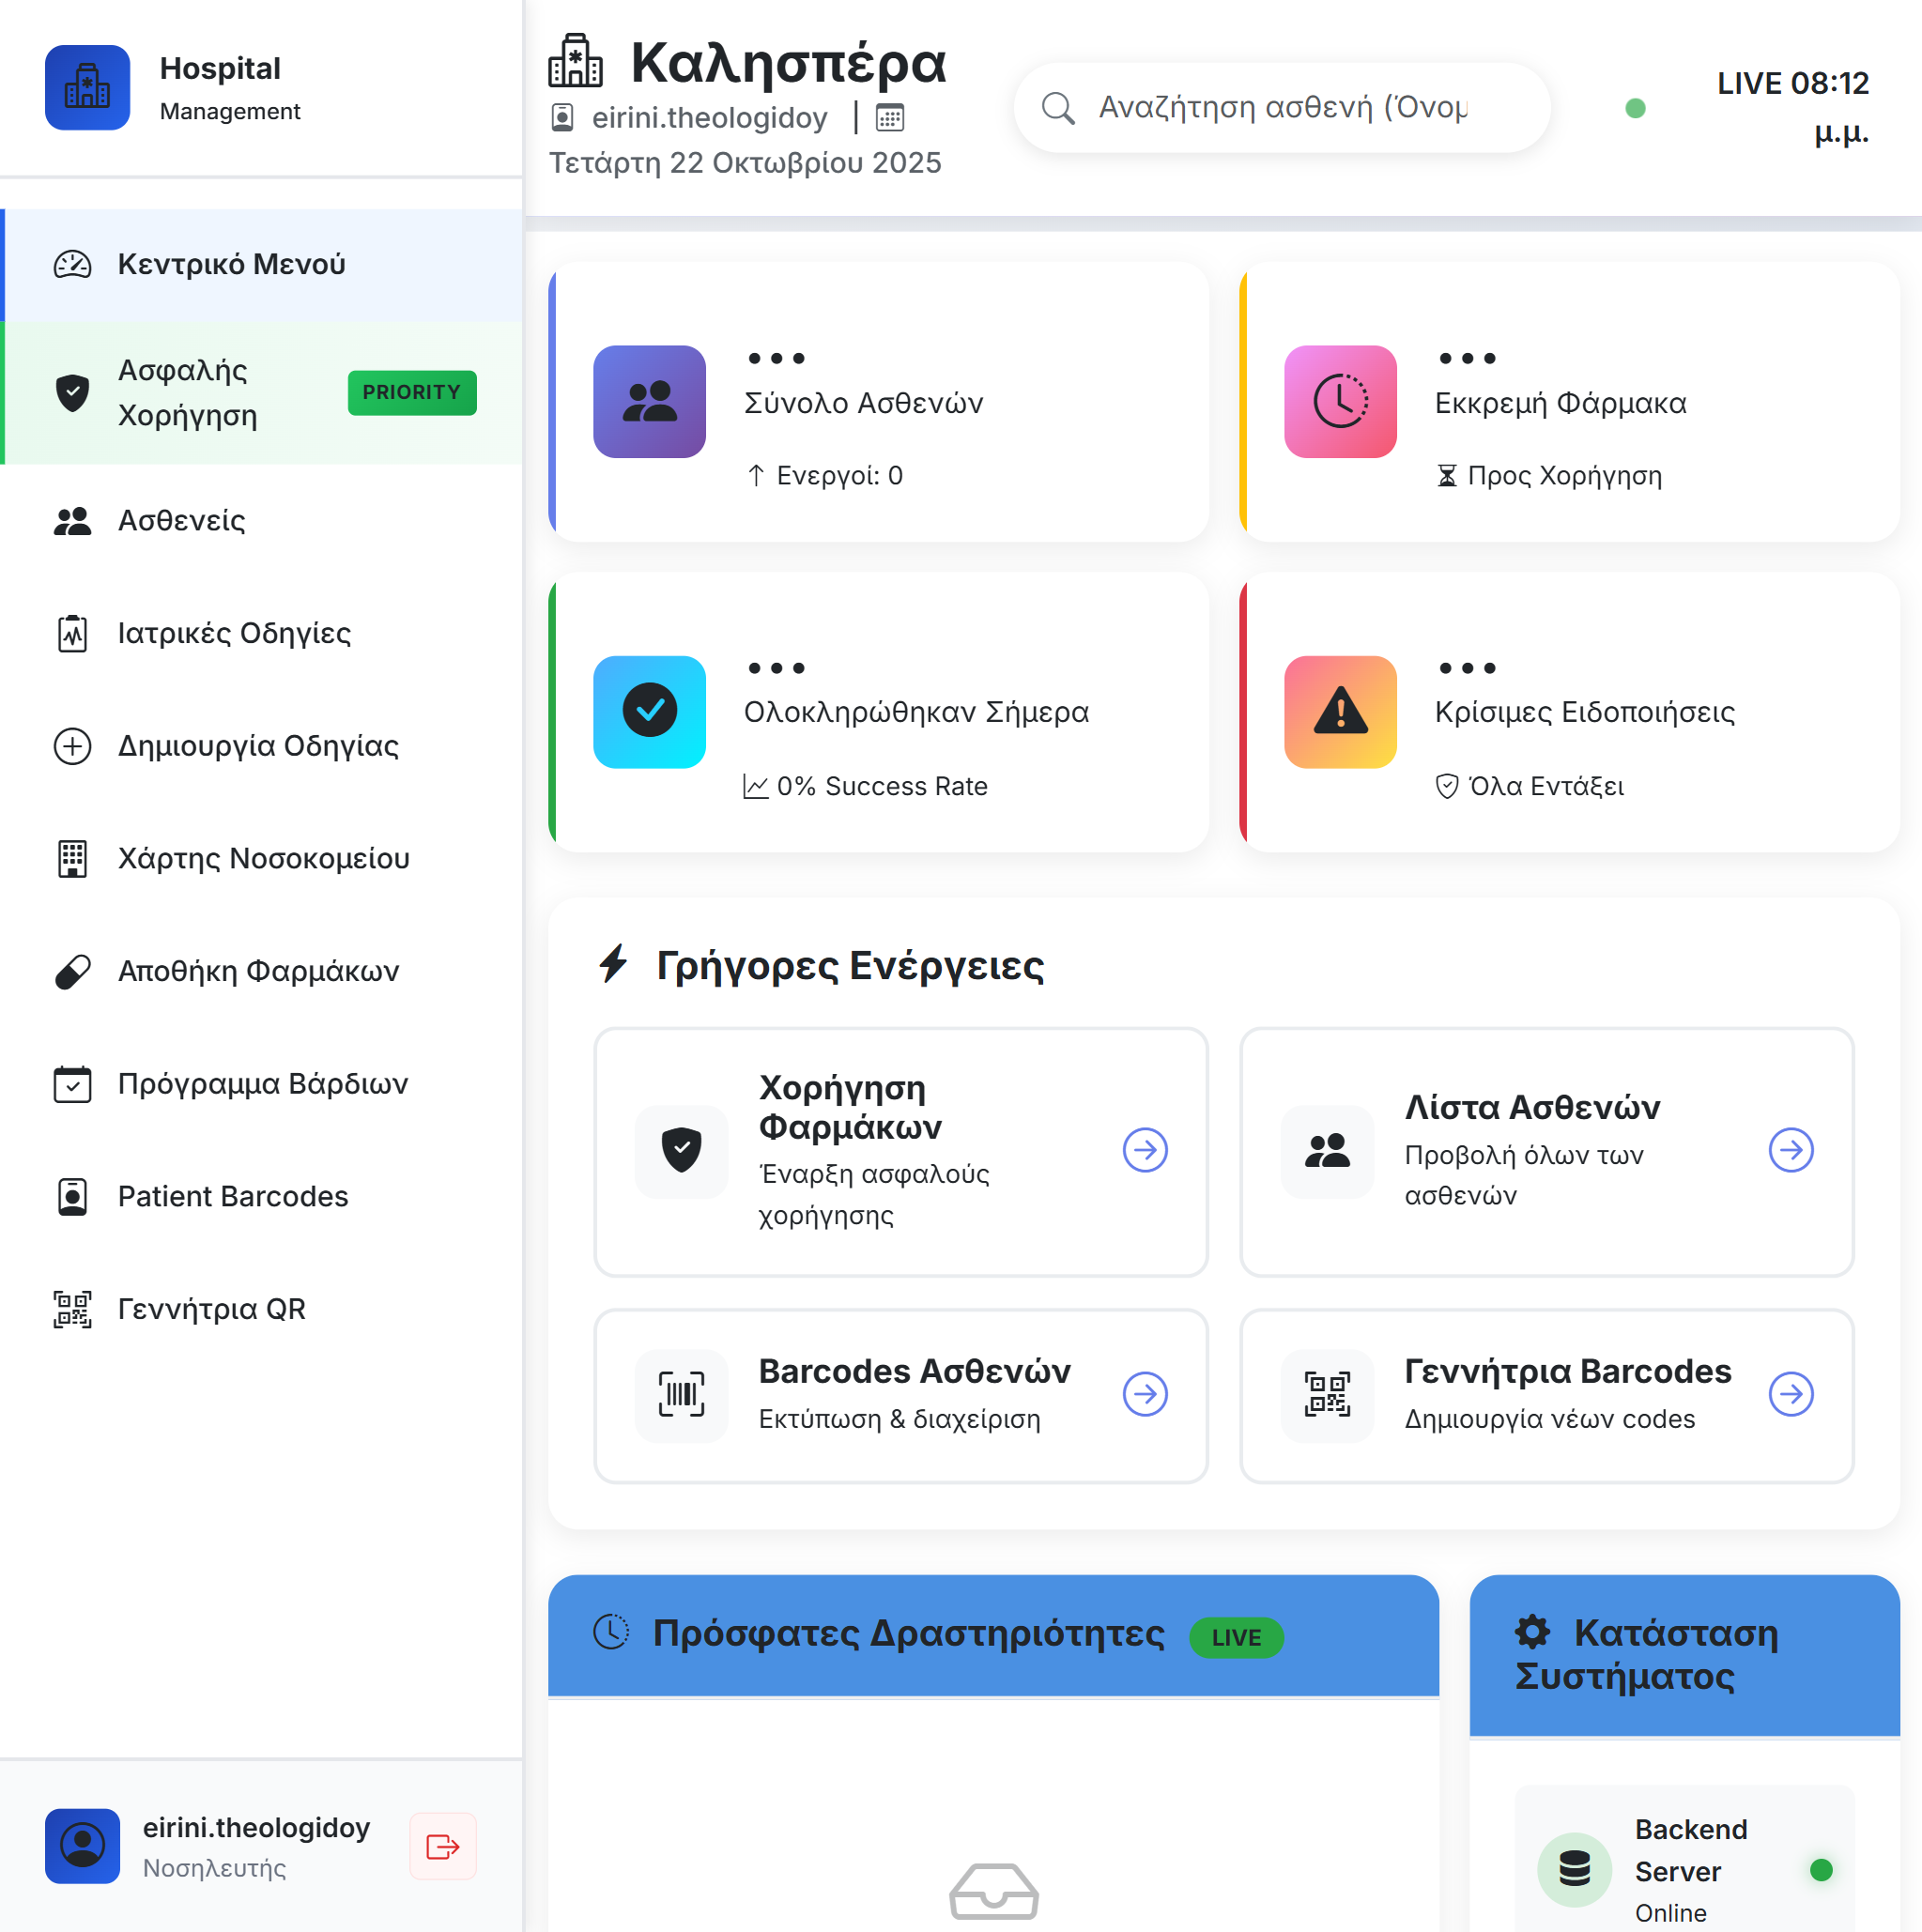 Hospital
Management
Κεντρικό Μενού
Ασφαλής
Χορήγηση
PRIORITY
Ασθενείς
Ιατρικές Οδηγίες
Δημιουργία Οδηγίας
Χάρτης Νοσοκομείου
Αποθήκη Φαρμάκων
Πρόγραμμα Βάρδιων
Patient Barcodes
Γεννήτρια QR
eirini.theologidoy
Νοσηλευτής
Καλησπέρα
eirini.theologidoy |
Τετάρτη 22 Οκτωβρίου 2025
Αναζήτηση ασθενή (Όνομ
LIVE 08:12
μ.μ.
•••
Σύνολο Ασθενών
↑ Ενεργοί: 0
•••
Εκκρεμή Φάρμακα
Προς Χορήγηση
•••
Ολοκληρώθηκαν Σήμερα
0% Success Rate
•••
Κρίσιμες Ειδοποιήσεις
Όλα Εντάξει
Γρήγορες Ενέργειες
Χορήγηση
Φαρμάκων
Έναρξη ασφαλούς
χορήγησης
Λίστα Ασθενών
Προβολή όλων των
ασθενών
Barcodes Ασθενών
Εκτύπωση & διαχείριση
Γεννήτρια Barcodes
Δημιουργία νέων codes
Πρόσφατες Δραστηριότητες LIVE
Κατάσταση
Συστήματος
Backend
Server
Online